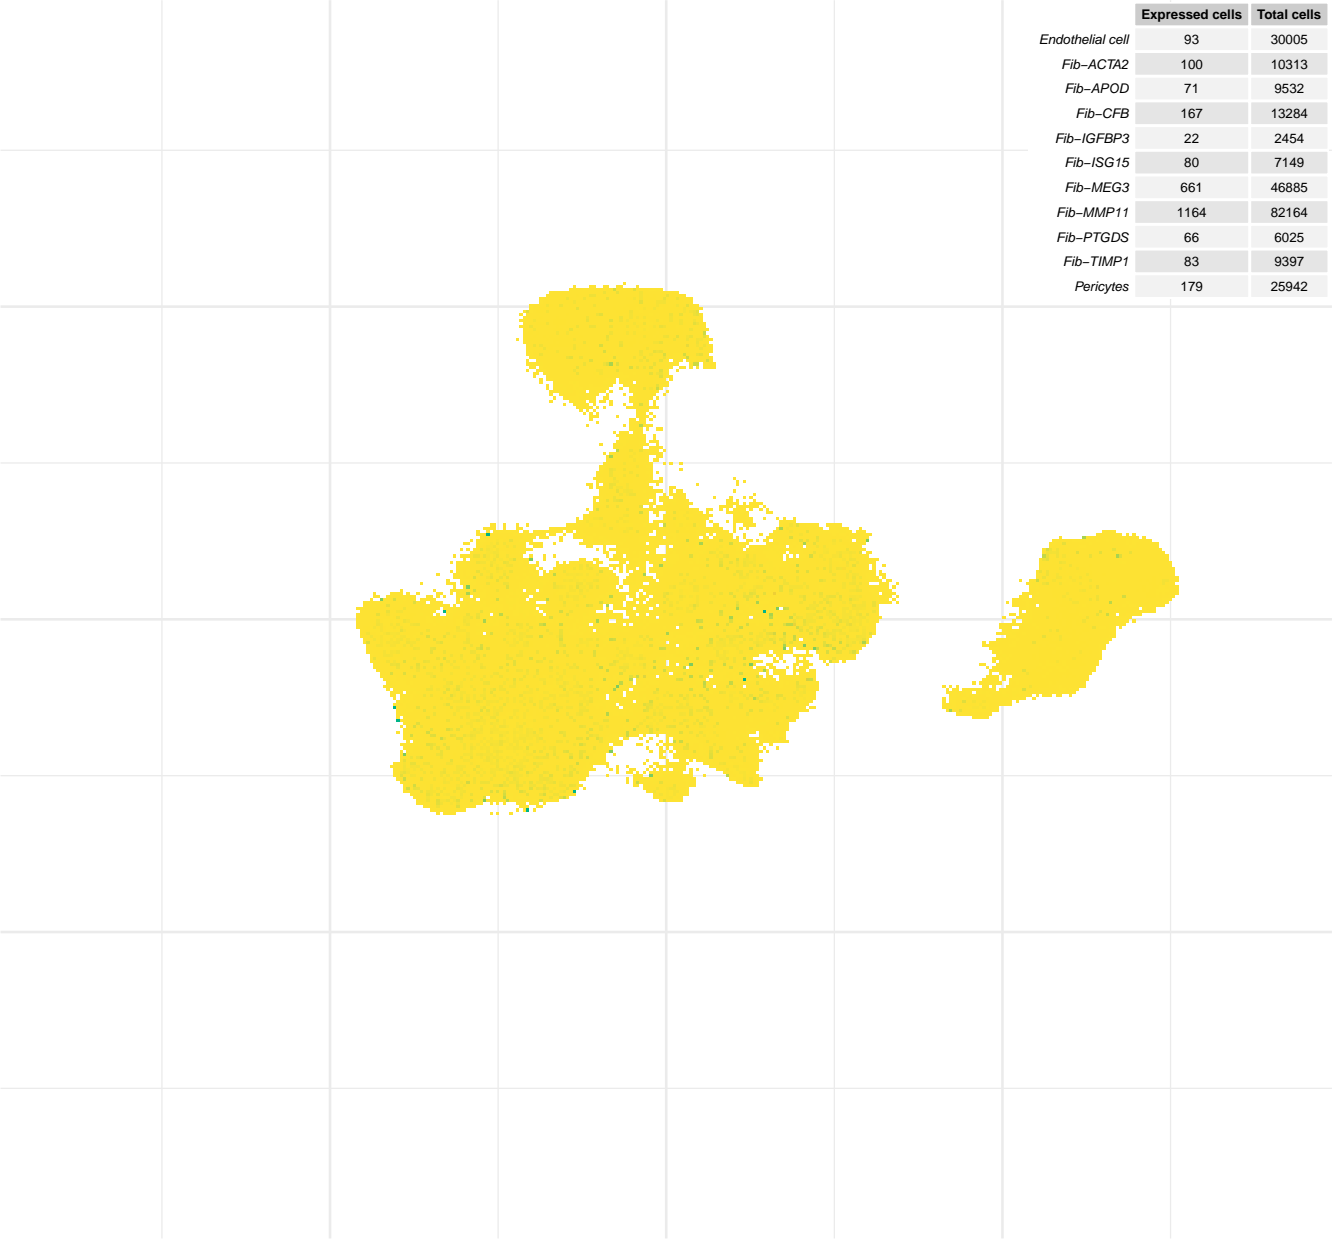 Expressed cells Total cells
Endothelial cell 93 30005
Fib−ACTA2 100 10313
Fib−APOD 71 9532
Fib−CFB 167 13284
Fib−IGFBP3 22 2454
Fib−ISG15 80 7149
Fib−MEG3 661 46885
Fib−MMP11 1164 82164
Fib−PTGDS 66 6025
Fib−TIMP1 83 9397
Pericytes 179 25942